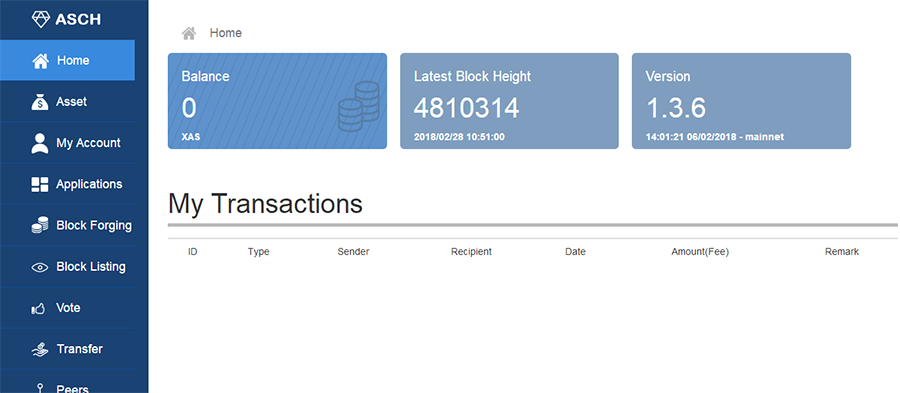 ASCH
Home
Asset
My Account
Applications
Block Forging
Block Listing
Vote
Transfer
Peers
Home
Balance
0
XAS
Latest Block Height
4810314
2018/02/28 10:51:00
Version
1.3.6
14:01:21 06/02/2018 - mainnet
My Transactions
ID Type Sender Recipient Date Amount(Fee) Remark